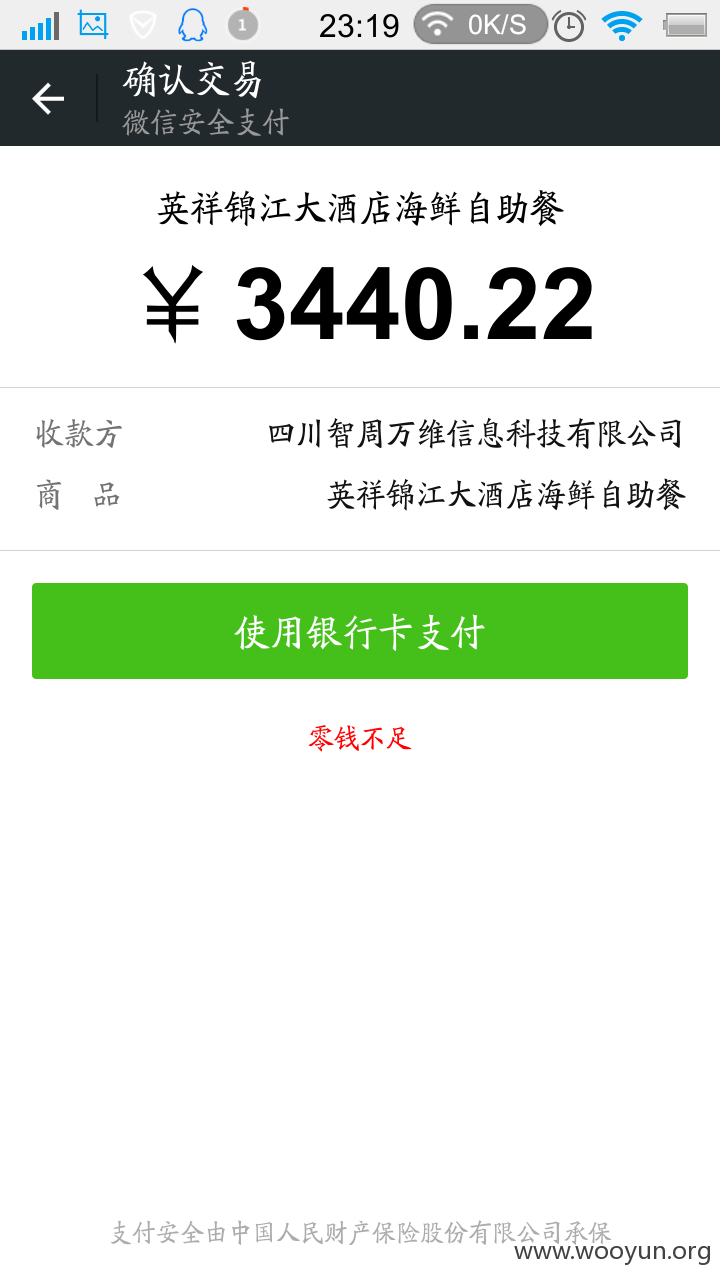 1
23:19
0K/S
确认交易
微信安全支付
英祥锦江大酒店海鲜自助餐
¥ 3440.22
收款方 四川智周万维信息科技有限公司
商 品 英祥锦江大酒店海鲜自助餐
使用银行卡支付
零钱不足
支付安全由中国人民财产保险股份有限公司承保
www.wooyun.org